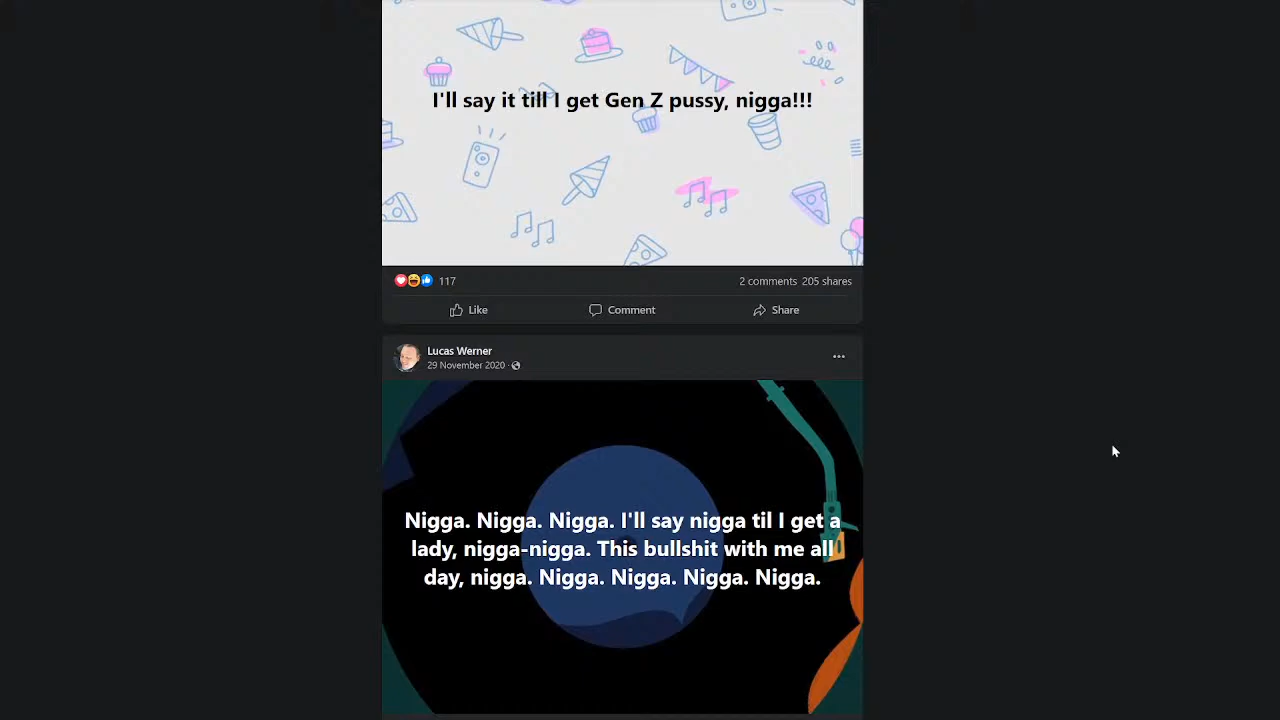 I'll say it till I get Gen Z pussy, nigga!!!
117
2 comments 205 shares
Like
Comment
Share
Lucas Werner
29 November 2020
Nigga. Nigga. Nigga. I'll say nigga til I get a
lady, nigga-nigga. This bullshit with me all
day, nigga. Nigga. Nigga. Nigga. Nigga.